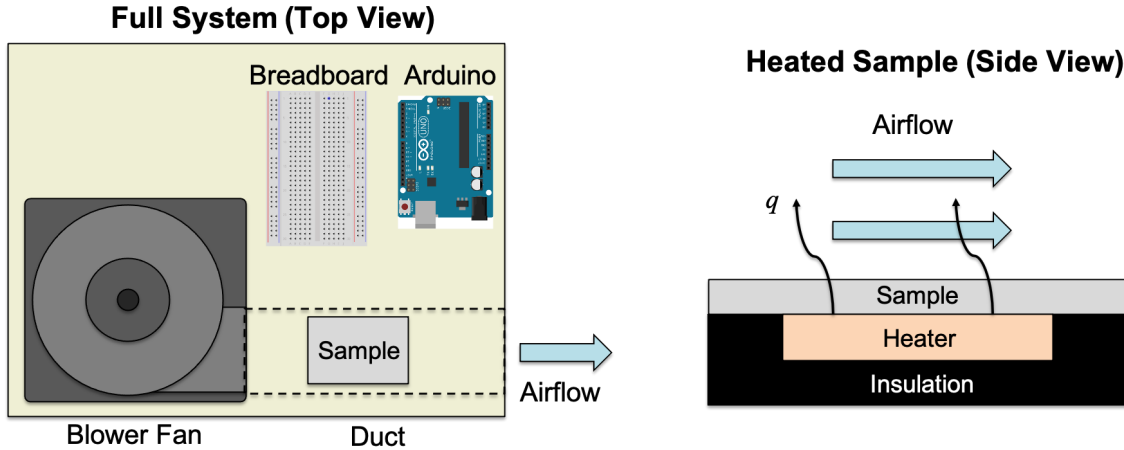 Full System (Top View)
Breadboard
Arduino
Sample
Airflow
Blower Fan
Duct
Heated Sample (Side View)
Airflow
q
Sample
Heater
Insulation